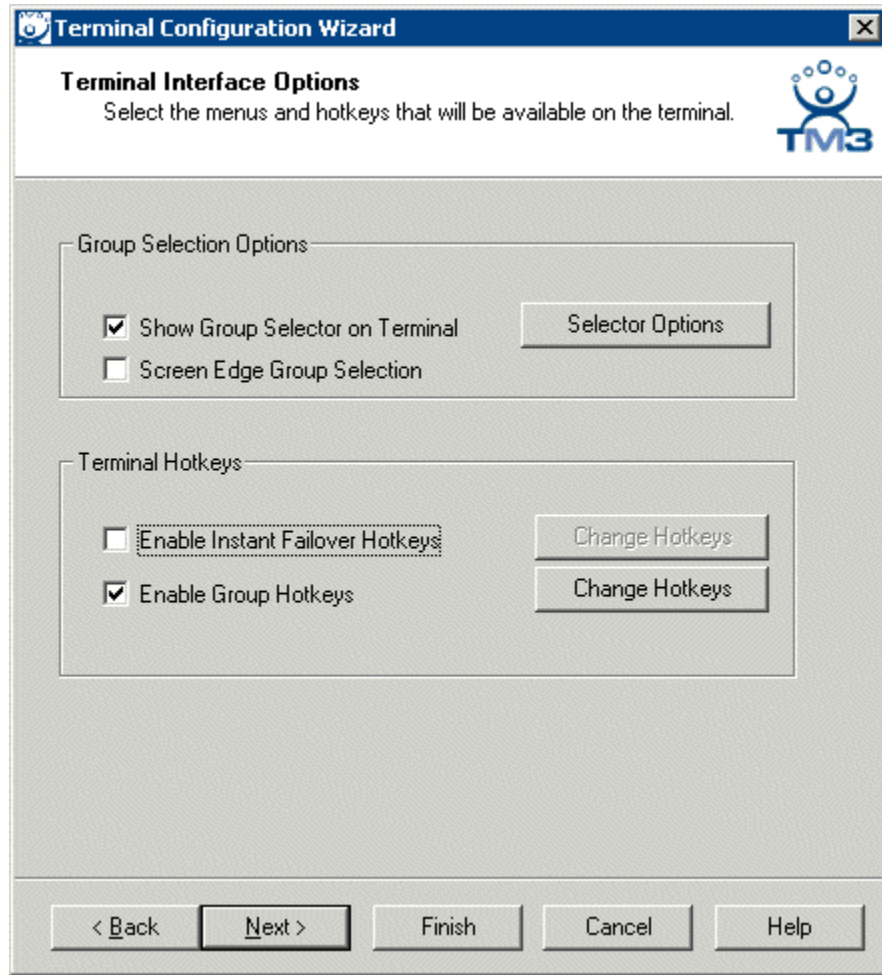 Terminal Configuration Wizard
Terminal Interface Options
Select the menus and hotkeys that will be available on the terminal.
TM3
Group Selection Options
Show Group Selector on Terminal
Selector Options
Screen Edge Group Selection
Terminal Hotkeys
Enable Instant Failover Hotkeys
Change Hotkeys
Enable Group Hotkeys
Change Hotkeys
< Back
Next >
Finish
Cancel
Help